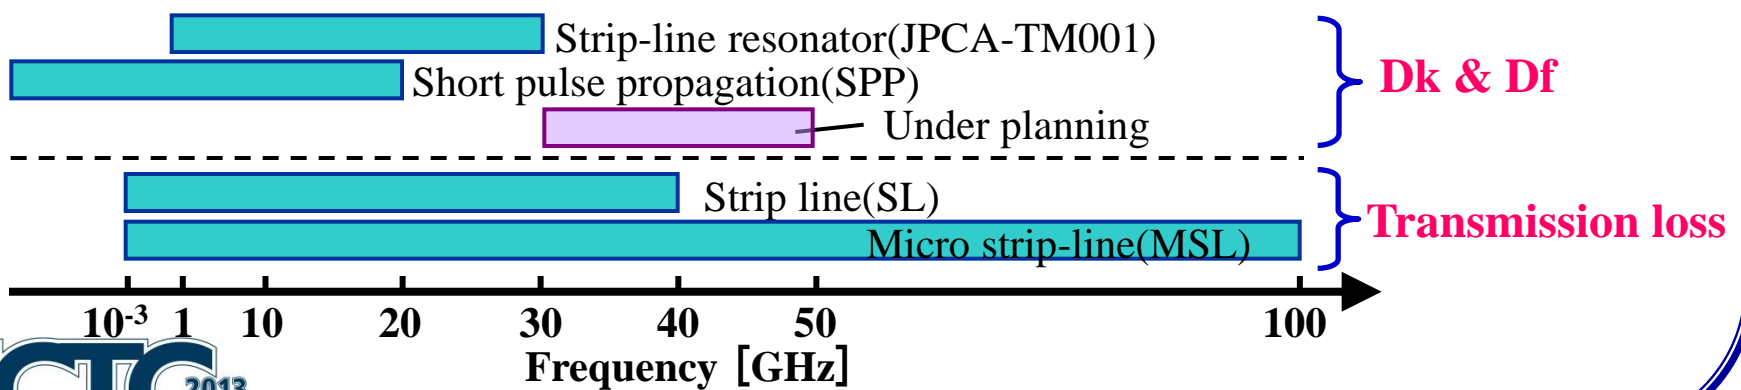 Strip-line resonator(JPCA-TM001)
Short pulse propagation(SPP)
Under planning
Dk & Df
Strip line(SL)
Micro strip-line(MSL)
Transmission loss
10-3 1 10 20 30 40 50 100
Frequency [GHz]
CTC 2013